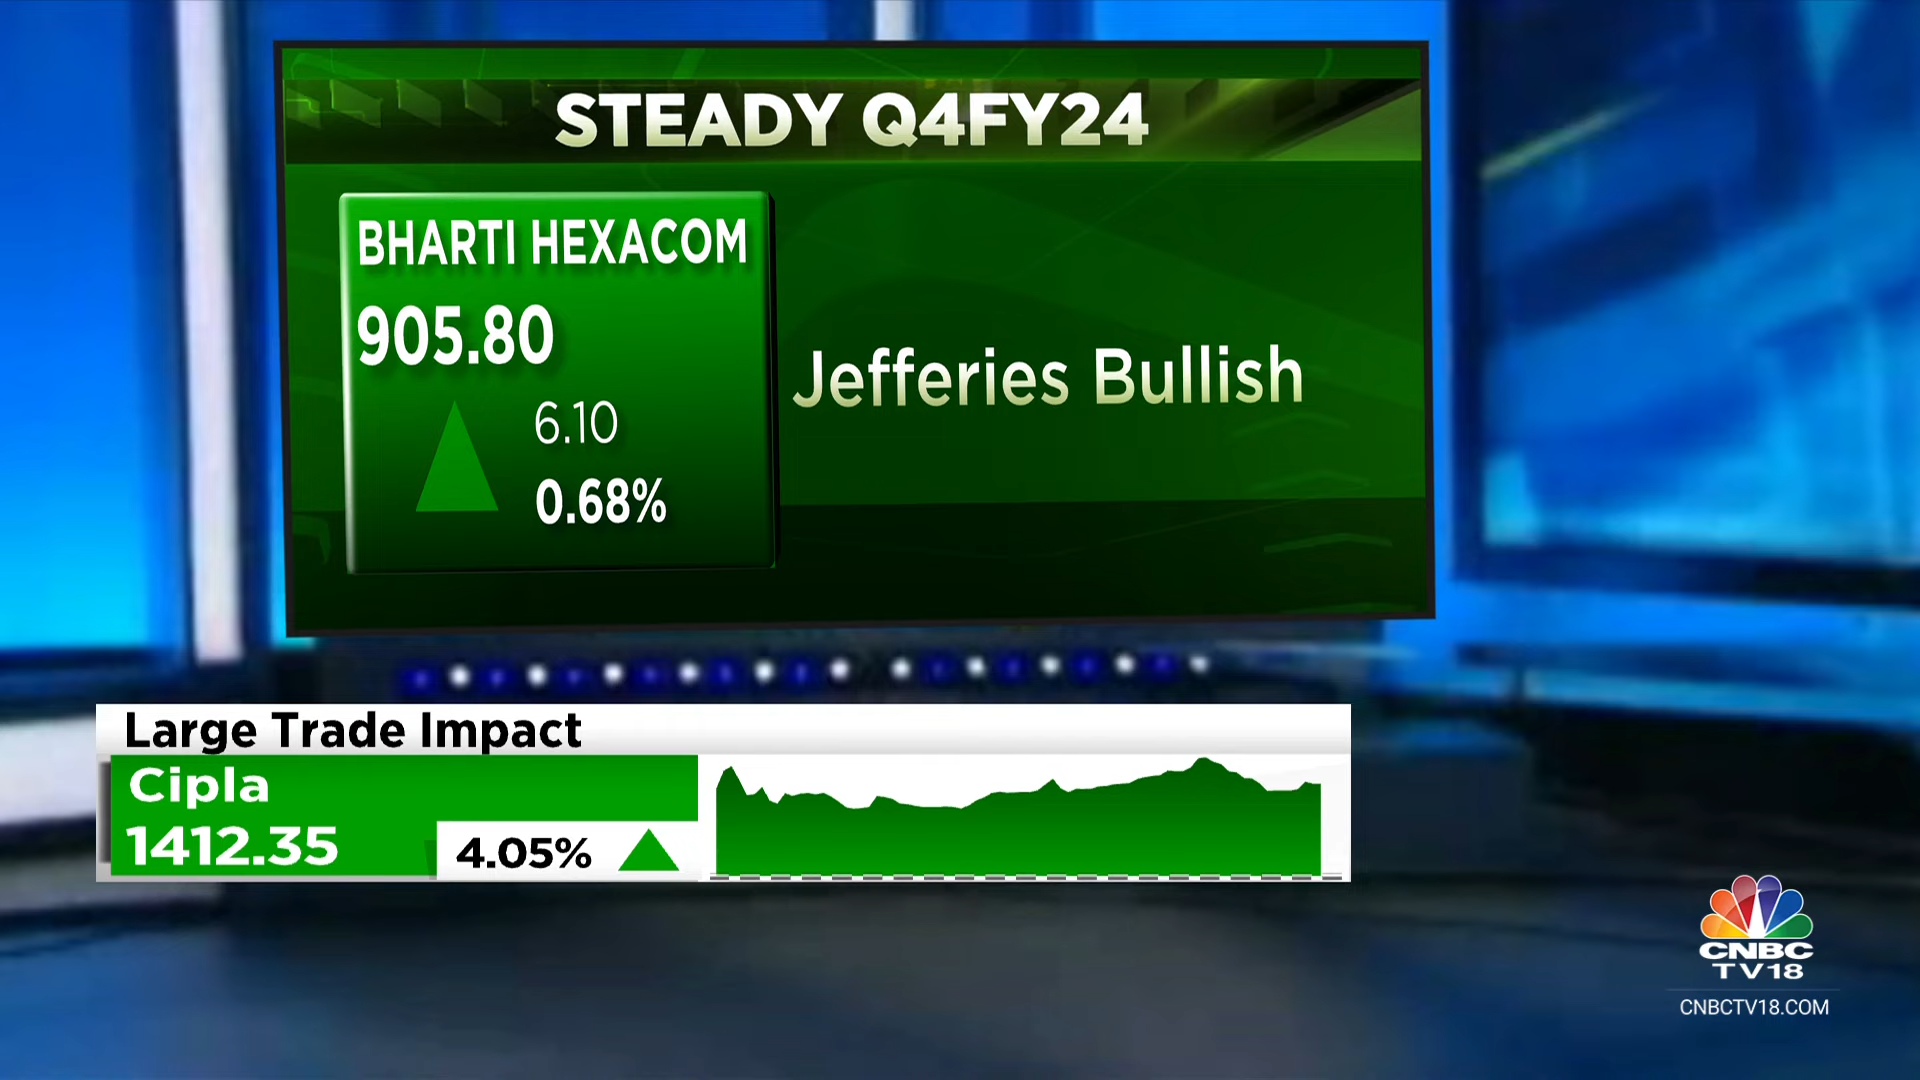 STEADY Q4FY24
BHARTI HEXACOM
905.80
6.10
0.68%
Jefferies Bullish
Large Trade Impact
Cipla
1412.35
4.05%
CNBC
TV18
CNBCTV18.COM